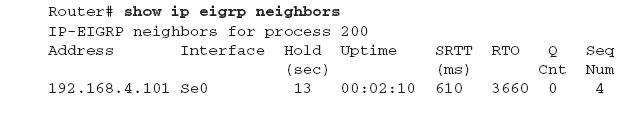 Router# show ip eigrp neighbors
IP-EIGRP neighbors for process 200
Address Interface Hold Uptime SRTT RTO Q Seq
(sec) (ms) Cnt Num
192.168.4.101 Se0 13 00:02:10 610 3660 0 4